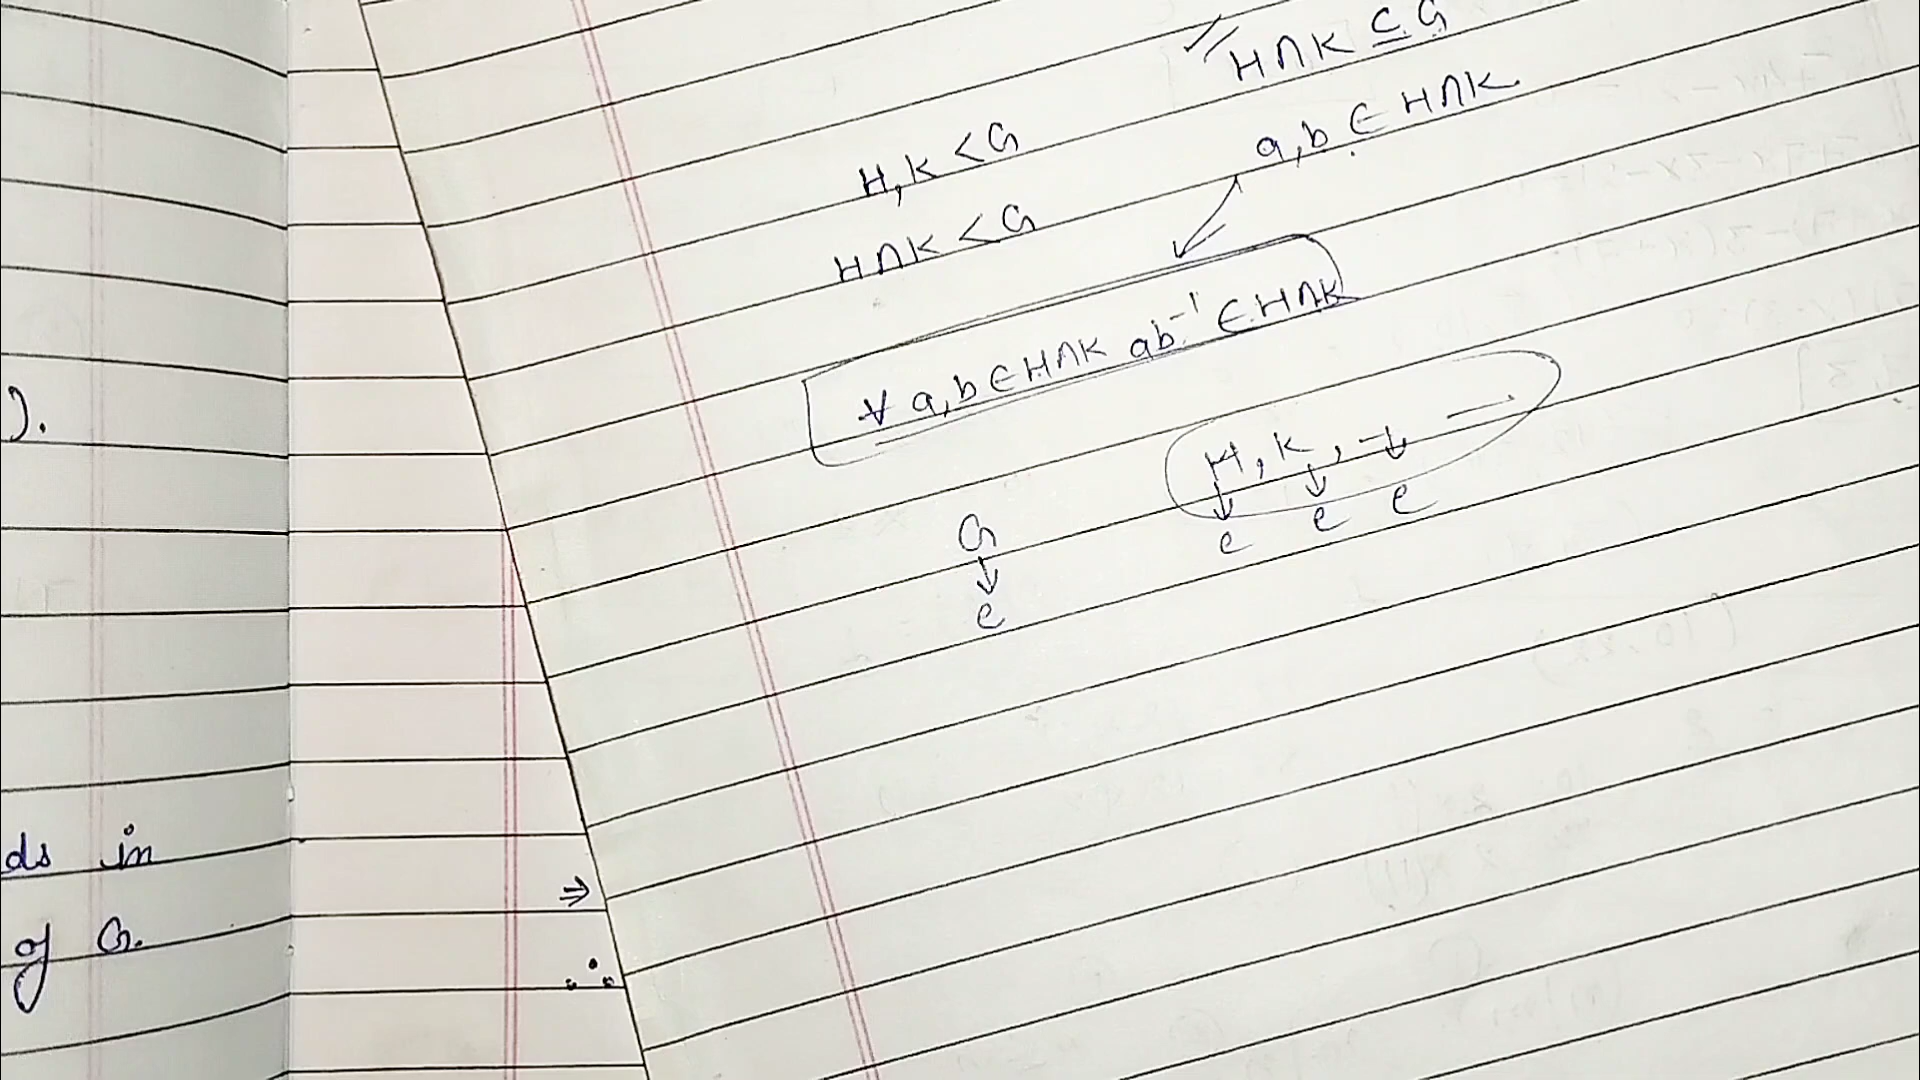 ).
ds in
of G.
⇒
∴
H∩K ⊆ G
H, K < G
a, b ∈ H∩K
H∩K < G
∀ a, b ∈ H∩K ab⁻¹ ∈ H∩K
H, K, — —
↓ ↓ ↓
e e e
G
↓
e